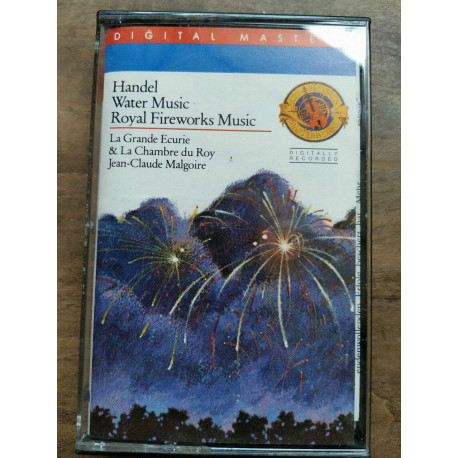 DIGITAL MASTE
Handel
Water Music
Royal Fireworks Music
La Grande Ecurie
& La Chambre du Roy
Jean-Claude Malgoire
DIGITALLY
RECORDED